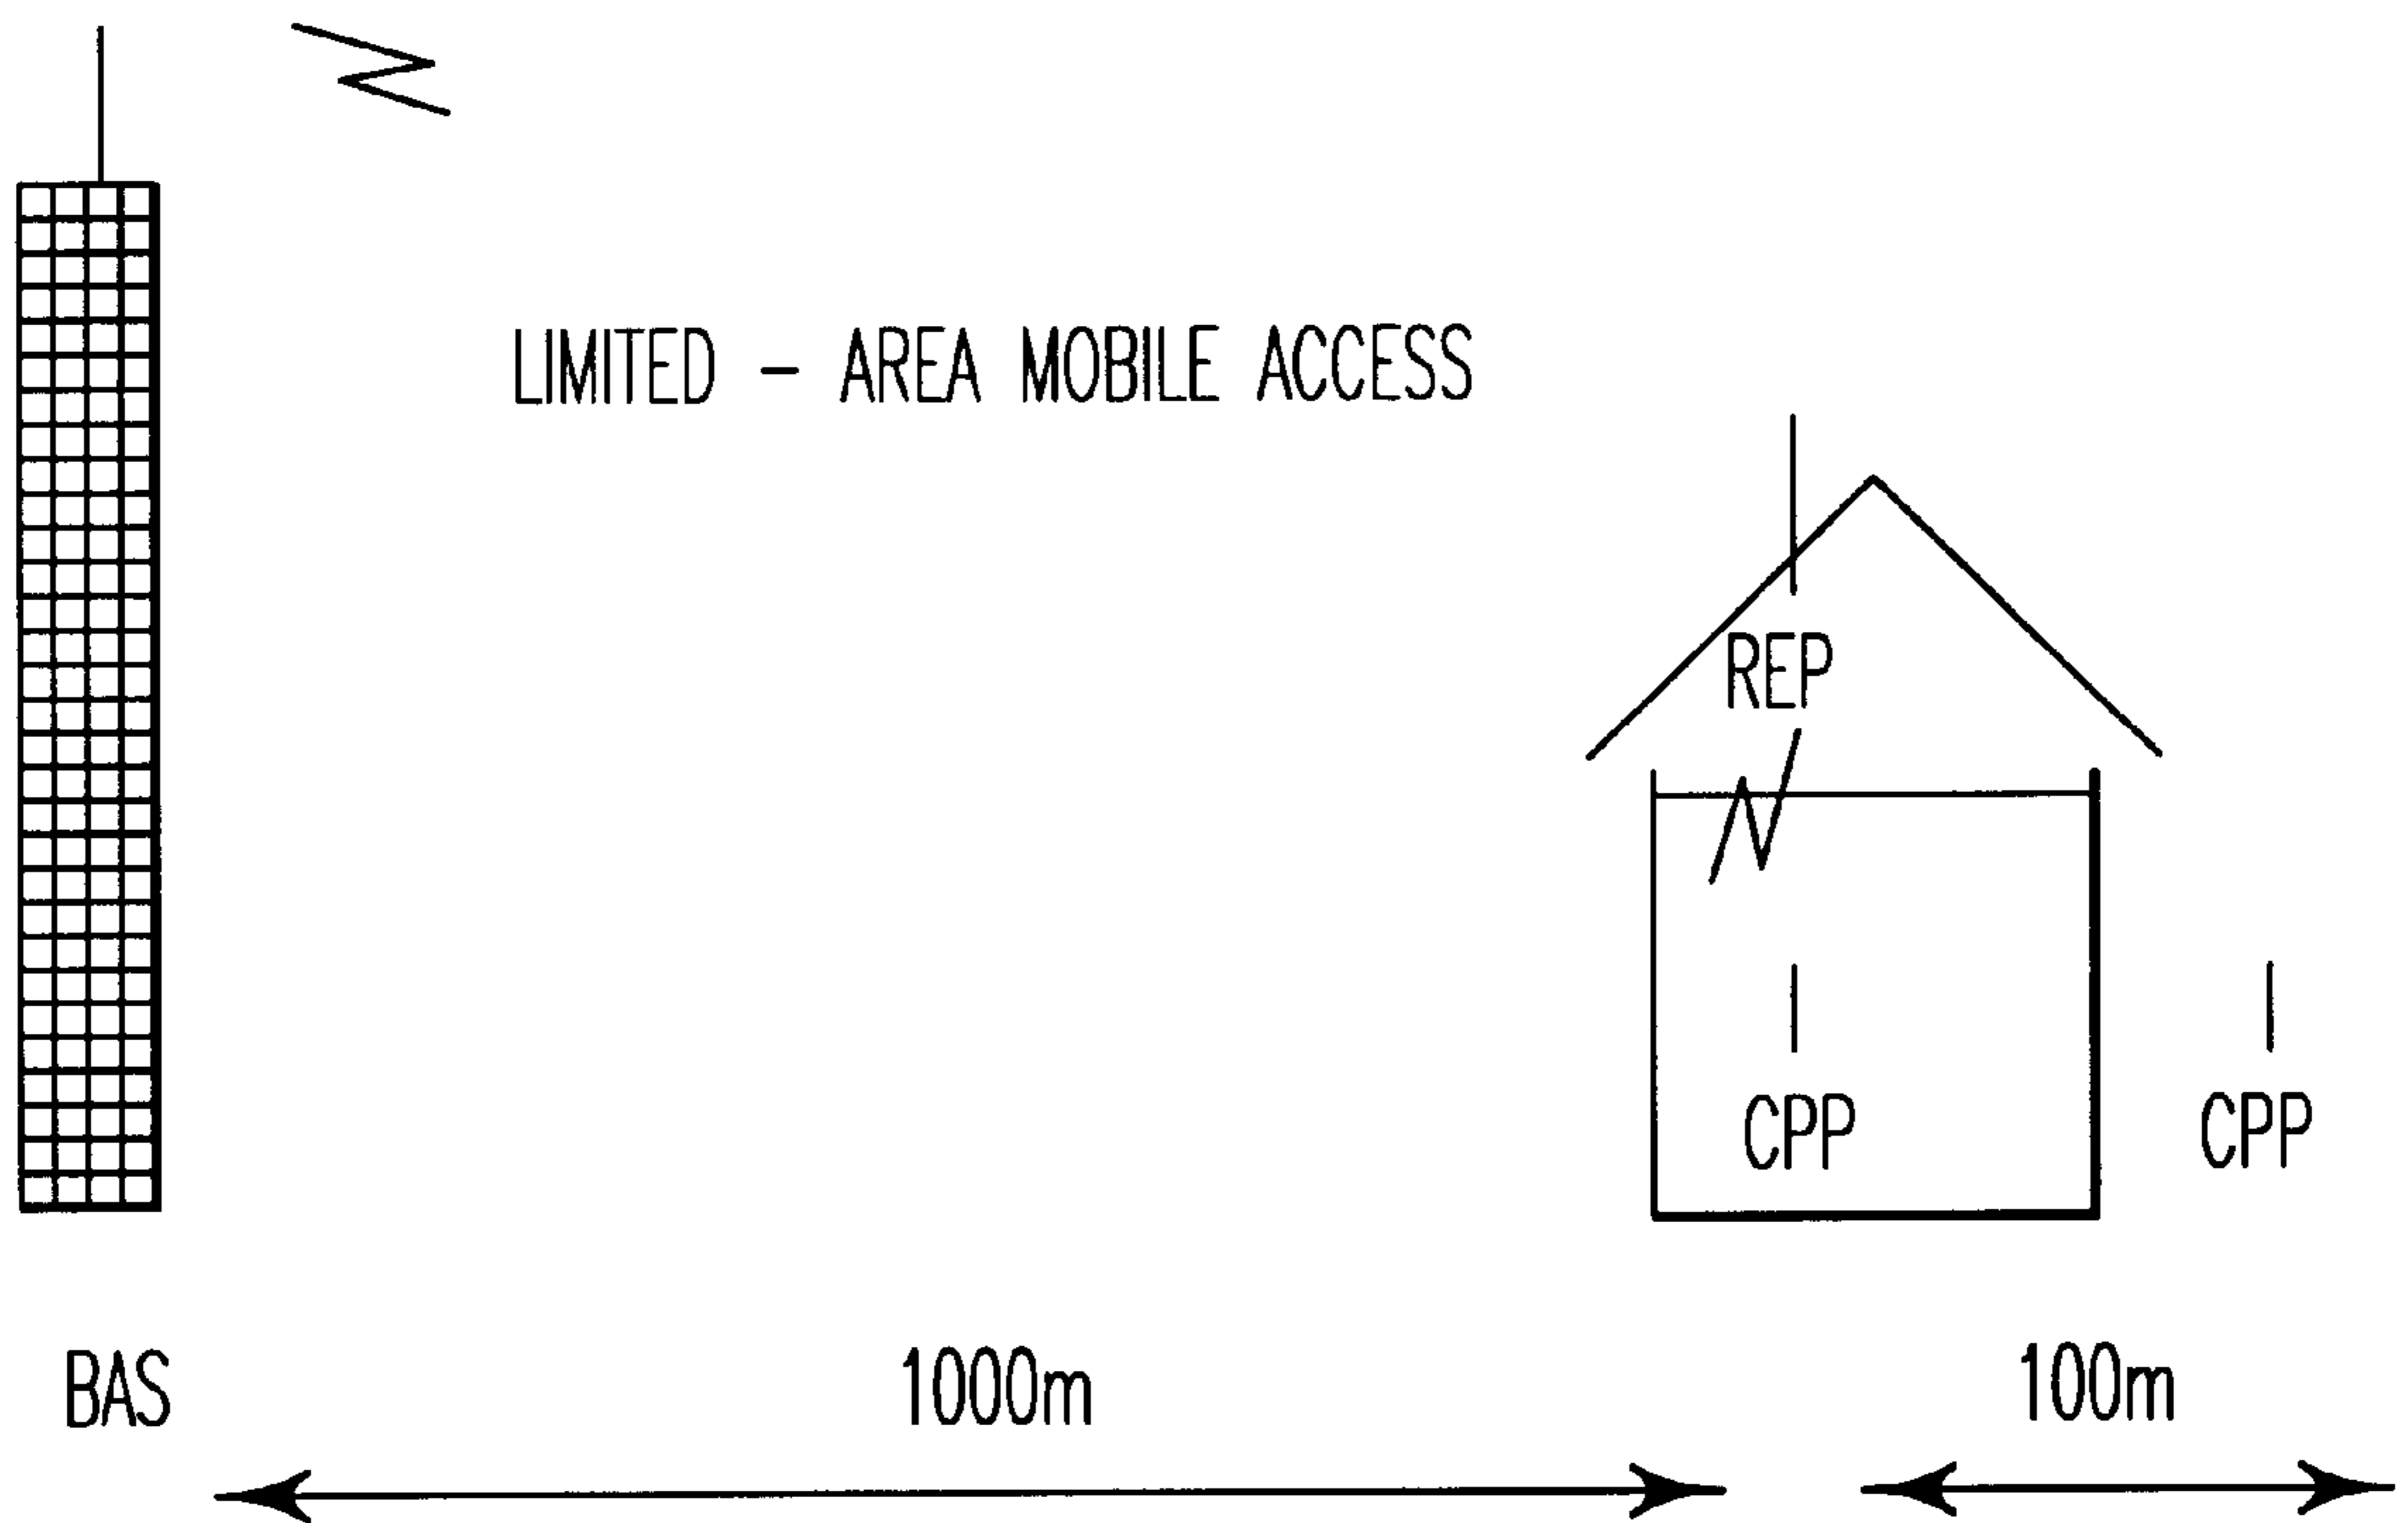 LIMITED - AREA MOBILE ACCESS
REP
CPP
CPP
BAS
1000m
100m